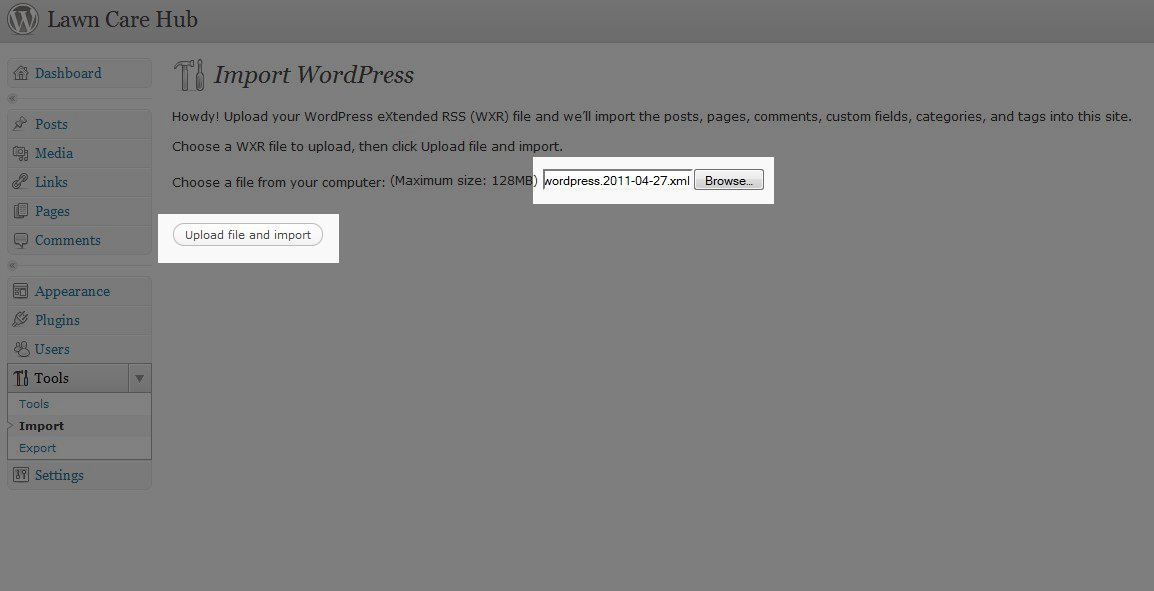 Lawn Care Hub
Dashboard
Posts
Media
Links
Pages
Comments
Appearance
Plugins
Users
Tools
Tools
Import
Export
Settings
Import WordPress
Howdy! Upload your WordPress eXtended RSS (WXR) file and we’ll import the posts, pages, comments, custom fields, categories, and tags into this site.
Choose a WXR file to upload, then click Upload file and import.
Choose a file from your computer: (Maximum size: 128MB) wordpress.2011-04-27.xml Browse...
Upload file and import